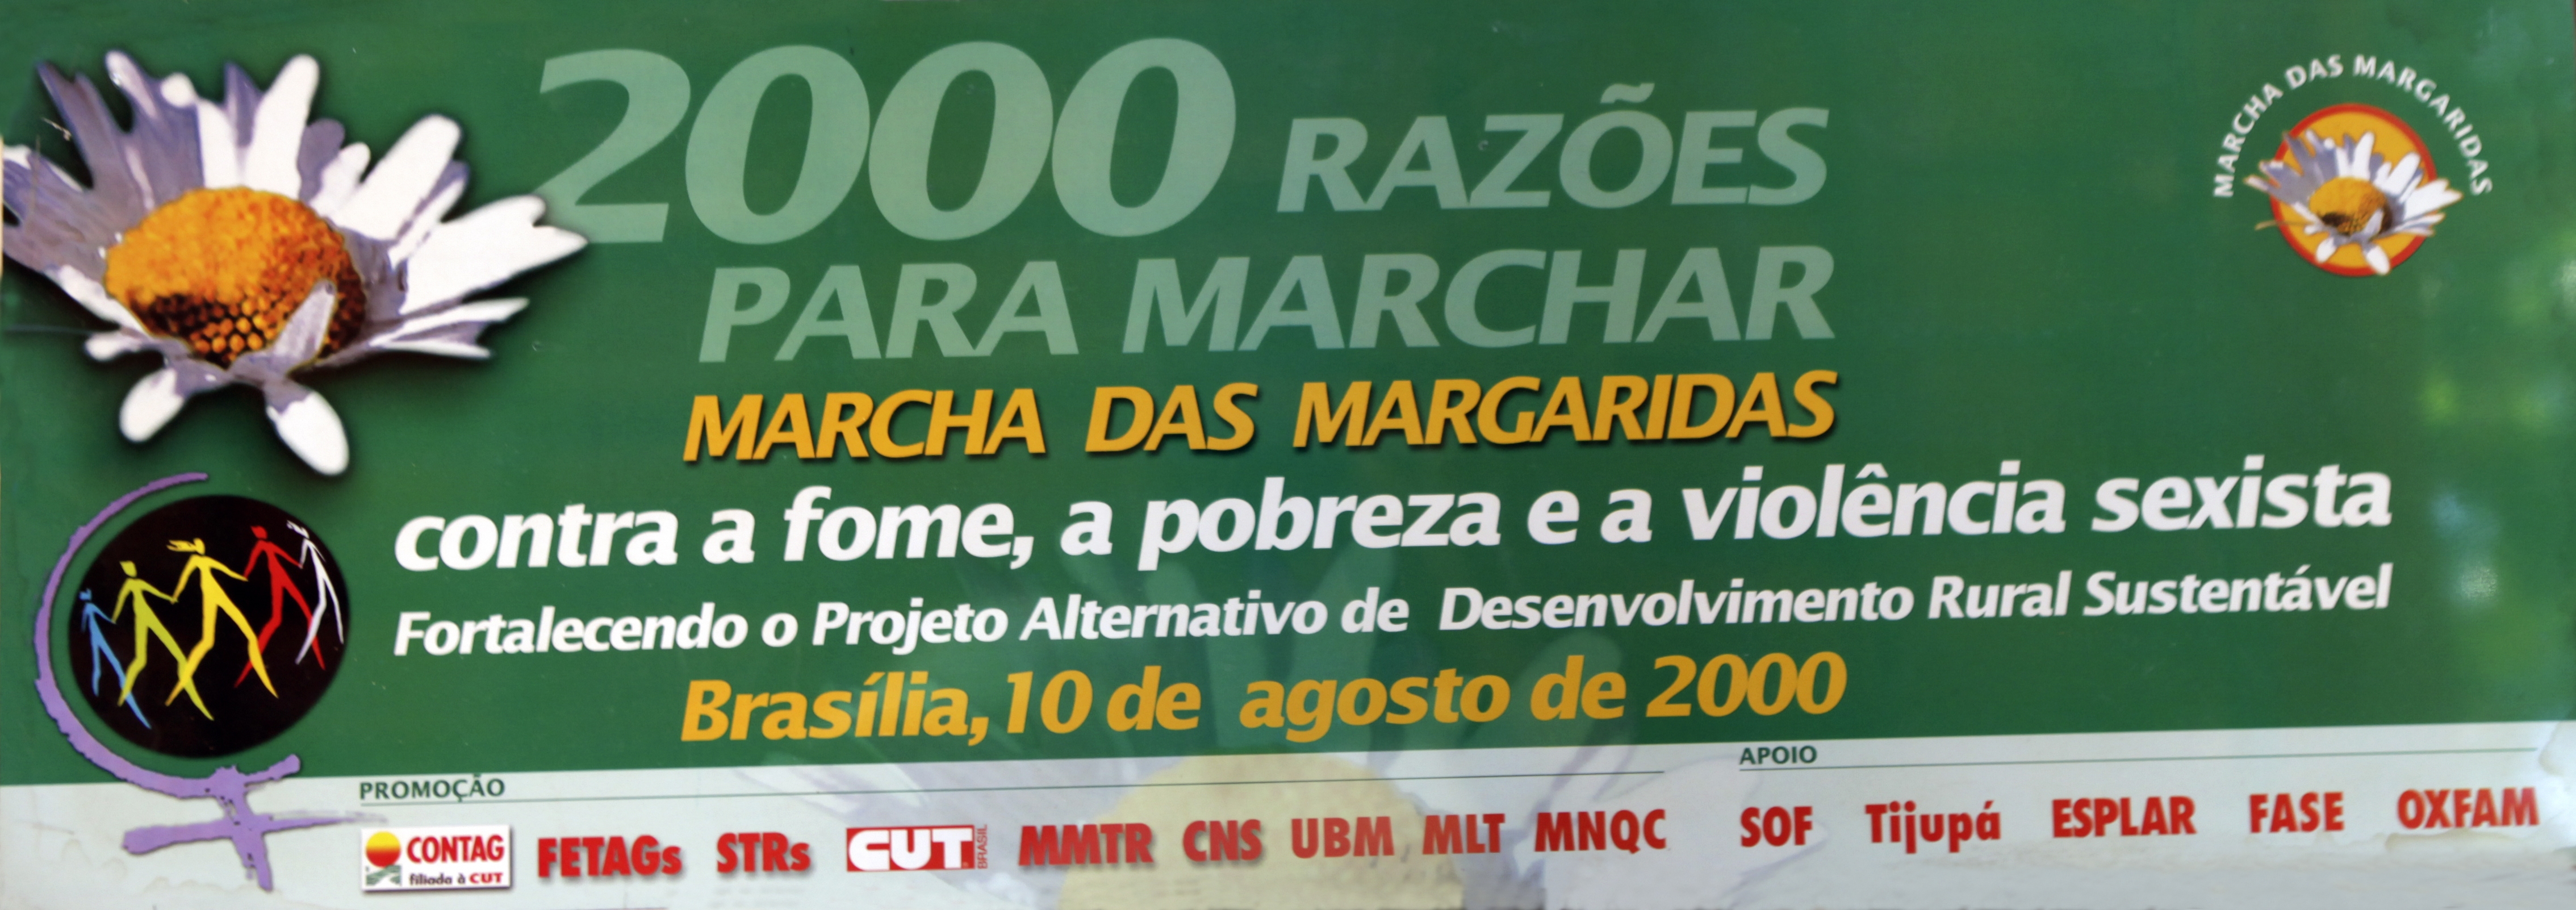 2000 RAZÕES
PARA MARCHAR
MARCHA DAS MARGARIDAS
contra a fome, a pobreza e a violência sexista
Fortalecendo o Projeto Alternativo de Desenvolvimento Rural Sustentável
Brasília, 10 de agosto de 2000
MARCHA DAS MARGARIDAS
PROMOÇÃO
CONTAG
filiada à CUT
FETAGs STRs CUT BRASIL MMTR CNS UBM MLT MNQC
APOIO
SOF Tijupá ESPLAR FASE OXFAM